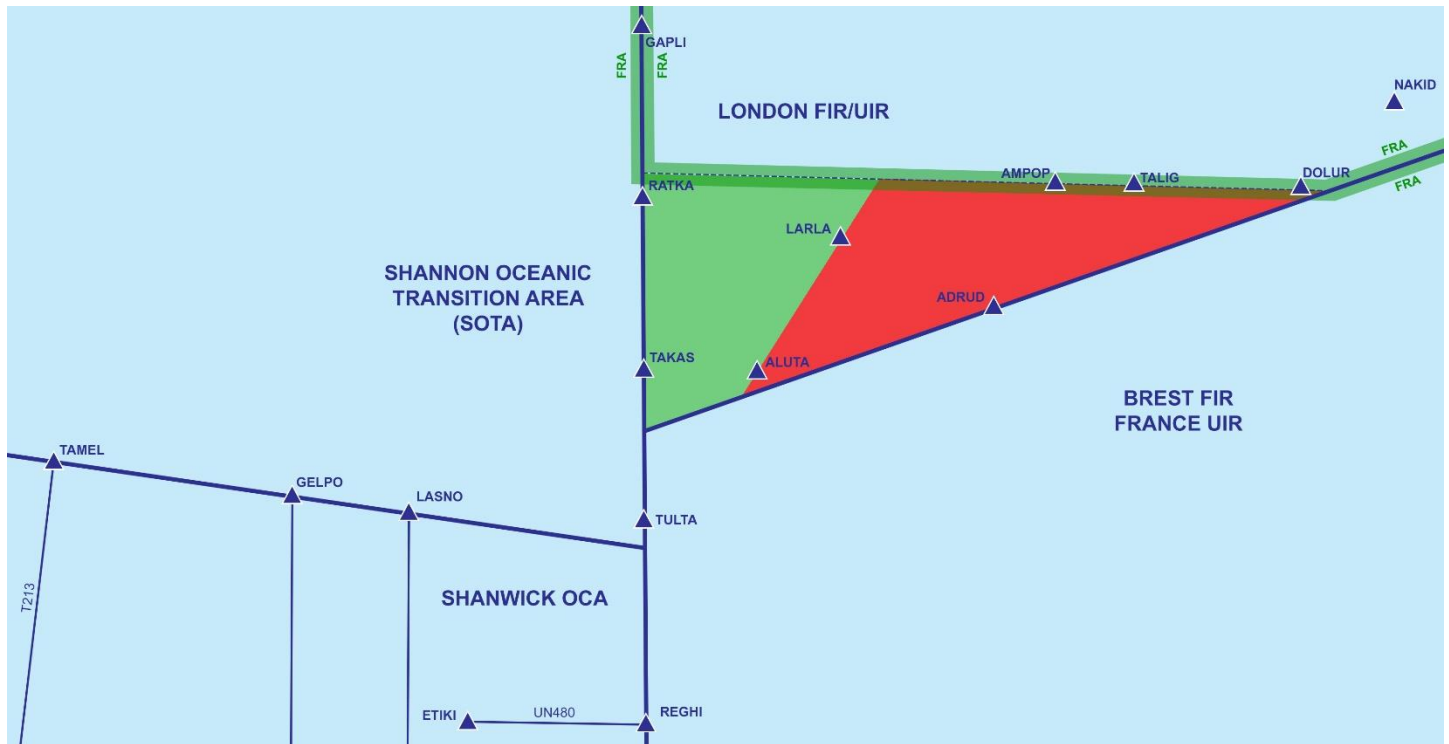 GAPLI
FRA
FRA
NAKID
LONDON FIR/UIR
FRA
FRA
AMPOP
TALIG
DOLUR
RATKA
LARLA
SHANNON OCEANIC
TRANSITION AREA
(SOTA)
ADRUD
TAKAS
ALUTA
BREST FIR
FRANCE UIR
TAMEL
GELPO
LASNO
TULTA
T213
SHANWICK OCA
ETIKI
UN480
REGHI